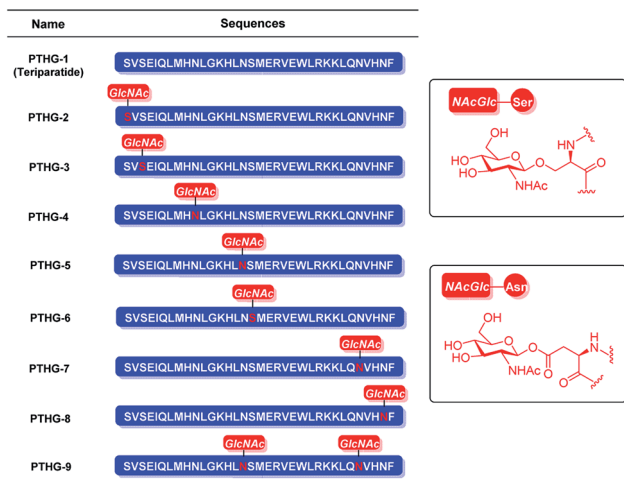 Name Sequences
PTHG-1
(Teriparatide)
SVSEIQLMHNLGKHLNSMERVEWLRKKLQNVHNF
GlcNAc
PTHG-2 SVSEIQLMHNLGKHLNSMERVEWLRKKLQNVHNF
GlcNAc
PTHG-3 SVSEIQLMHNLGKHLNSMERVEWLRKKLQNVHNF
GlcNAc
PTHG-4 SVSEIQLMHNLGKHLNSMERVEWLRKKLQNVHNF
GlcNAc
PTHG-5 SVSEIQLMHNLGKHLNSMERVEWLRKKLQNVHNF
GlcNAc
PTHG-6 SVSEIQLMHNLGKHLNSMERVEWLRKKLQNVHNF
GlcNAc
PTHG-7 SVSEIQLMHNLGKHLNSMERVEWLRKKLQNVHNF
GlcNAc
PTHG-8 SVSEIQLMHNLGKHLNSMERVEWLRKKLQNVHNF
GlcNAc GlcNAc
PTHG-9 SVSEIQLMHNLGKHLNSMERVEWLRKKLQNVHNF
NAcGlc Ser
OH
HN
HO O O O
HO
NHAc
NAcGlc Asn
OH
H
HO O O N
HO
NHAc O O